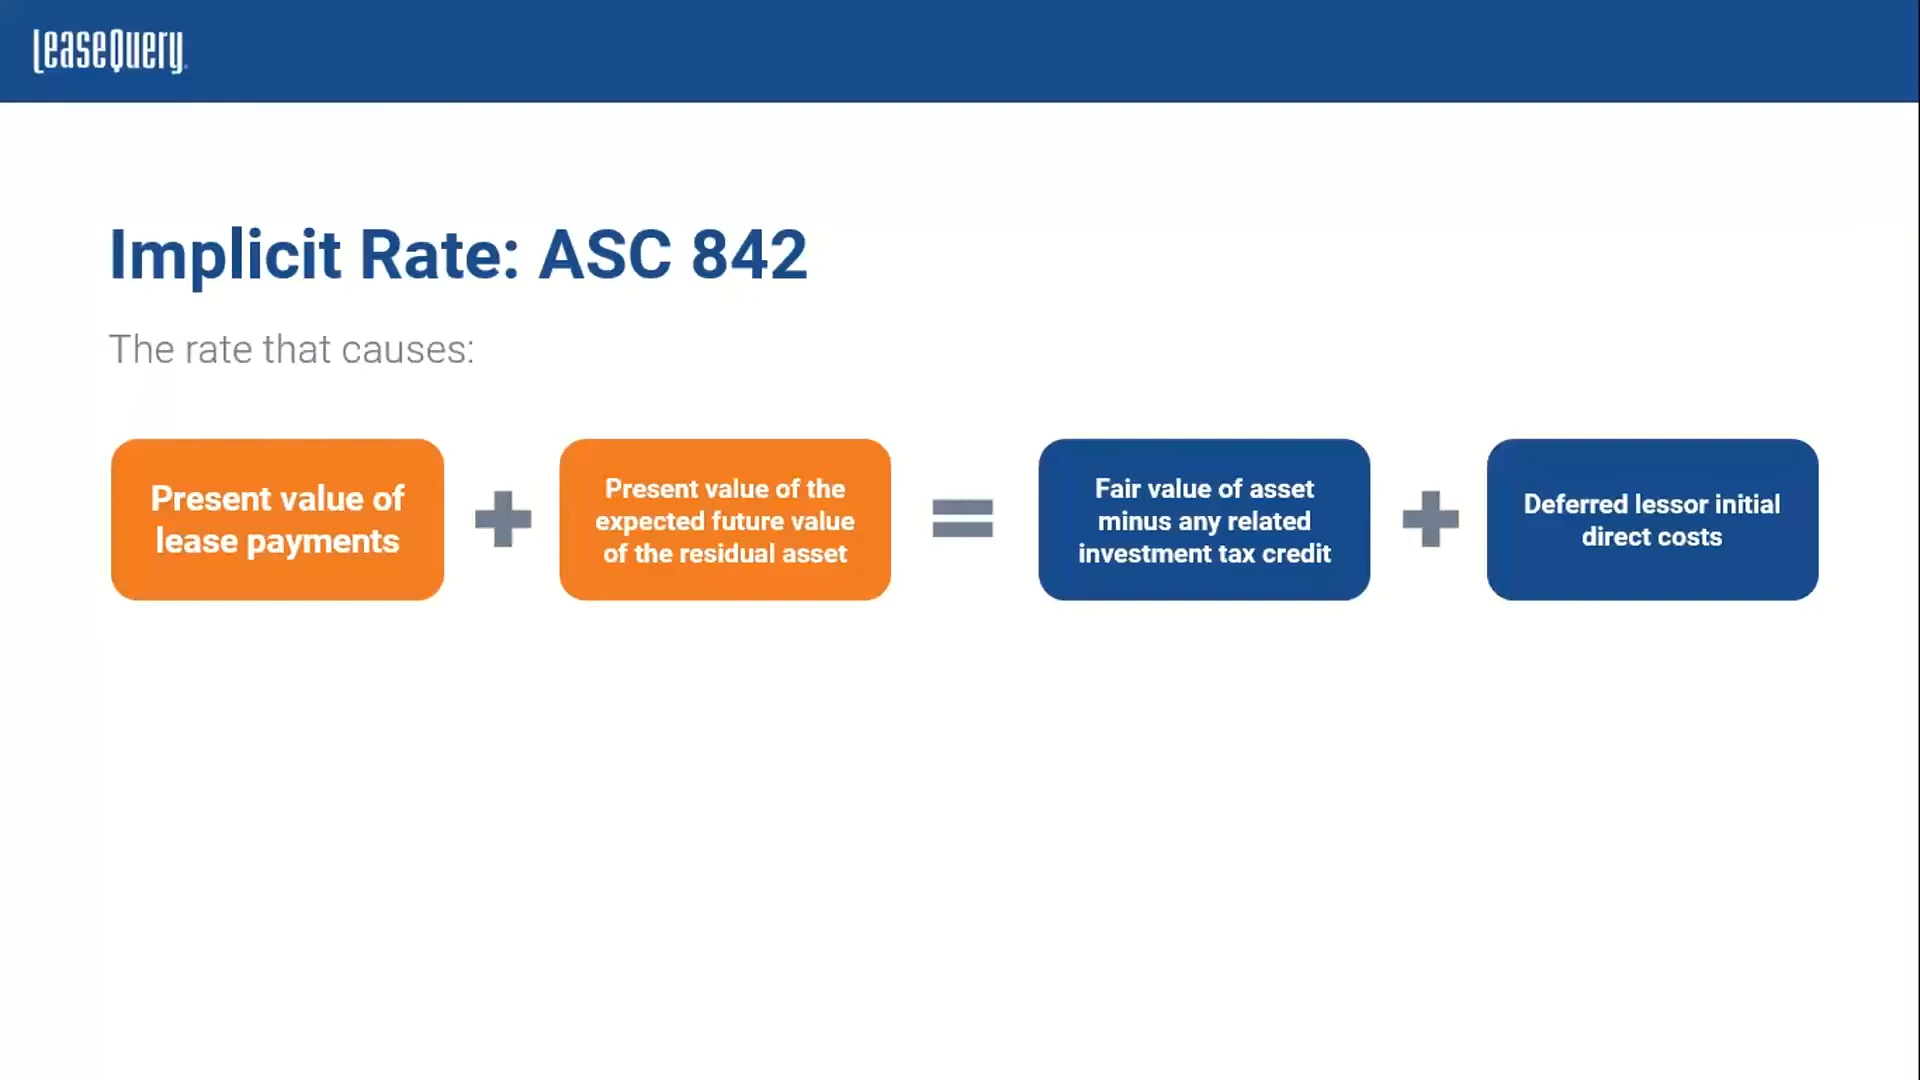 LeaseQuery
Implicit Rate: ASC 842
The rate that causes:
Present value of
lease payments
+
Present value of the
expected future value
of the residual asset
=
Fair value of asset
minus any related
investment tax credit
+
Deferred lessor initial
direct costs